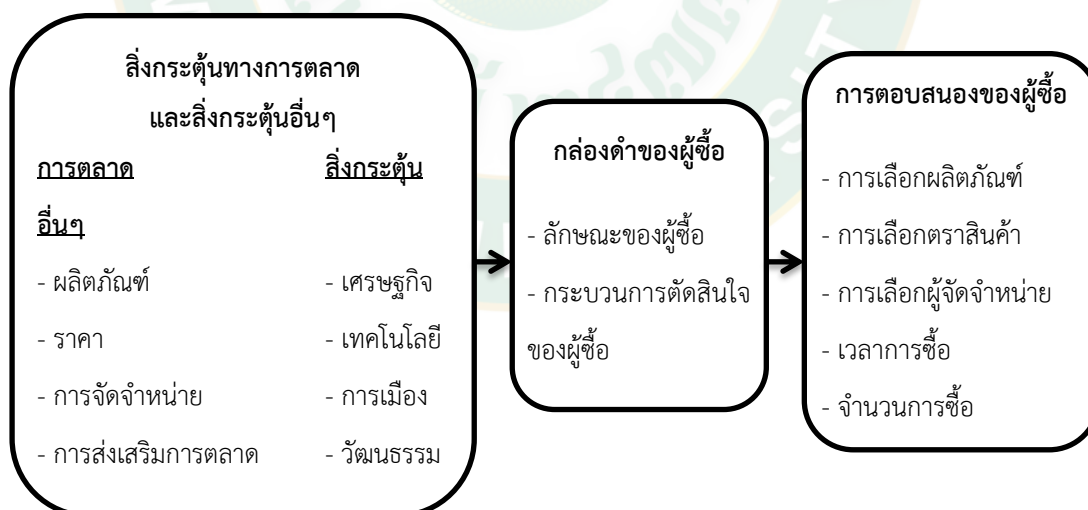 สิ่งกระตุ้นทางการตลาด
และสิ่งกระตุ้นอื่นๆ
การตลาด สิ่งกระตุ้น
อื่นๆ
- ผลิตภัณฑ์ - เศรษฐกิจ
- ราคา - เทคโนโลยี
- การจัดจำหน่าย - การเมือง
- การส่งเสริมการตลาด - วัฒนธรรม
กล่องดำของผู้ซื้อ
- ลักษณะของผู้ซื้อ
- กระบวนการตัดสินใจ
ของผู้ซื้อ
การตอบสนองของผู้ซื้อ
- การเลือกผลิตภัณฑ์
- การเลือกตราสินค้า
- การเลือกผู้จัดจำหน่าย
- เวลาการซื้อ
- จำนวนการซื้อ